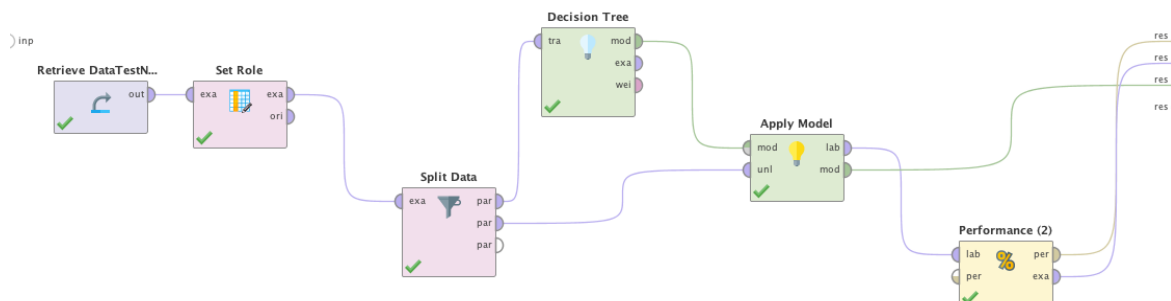 inp
Retrieve DataTestN...
out
Set Role
exa exa
ori
Split Data
exa par
par
par
Decision Tree
tra mod
exa
wei
Apply Model
mod lab
unl mod
Performance (2)
lab per
per exa
res
res
res
res